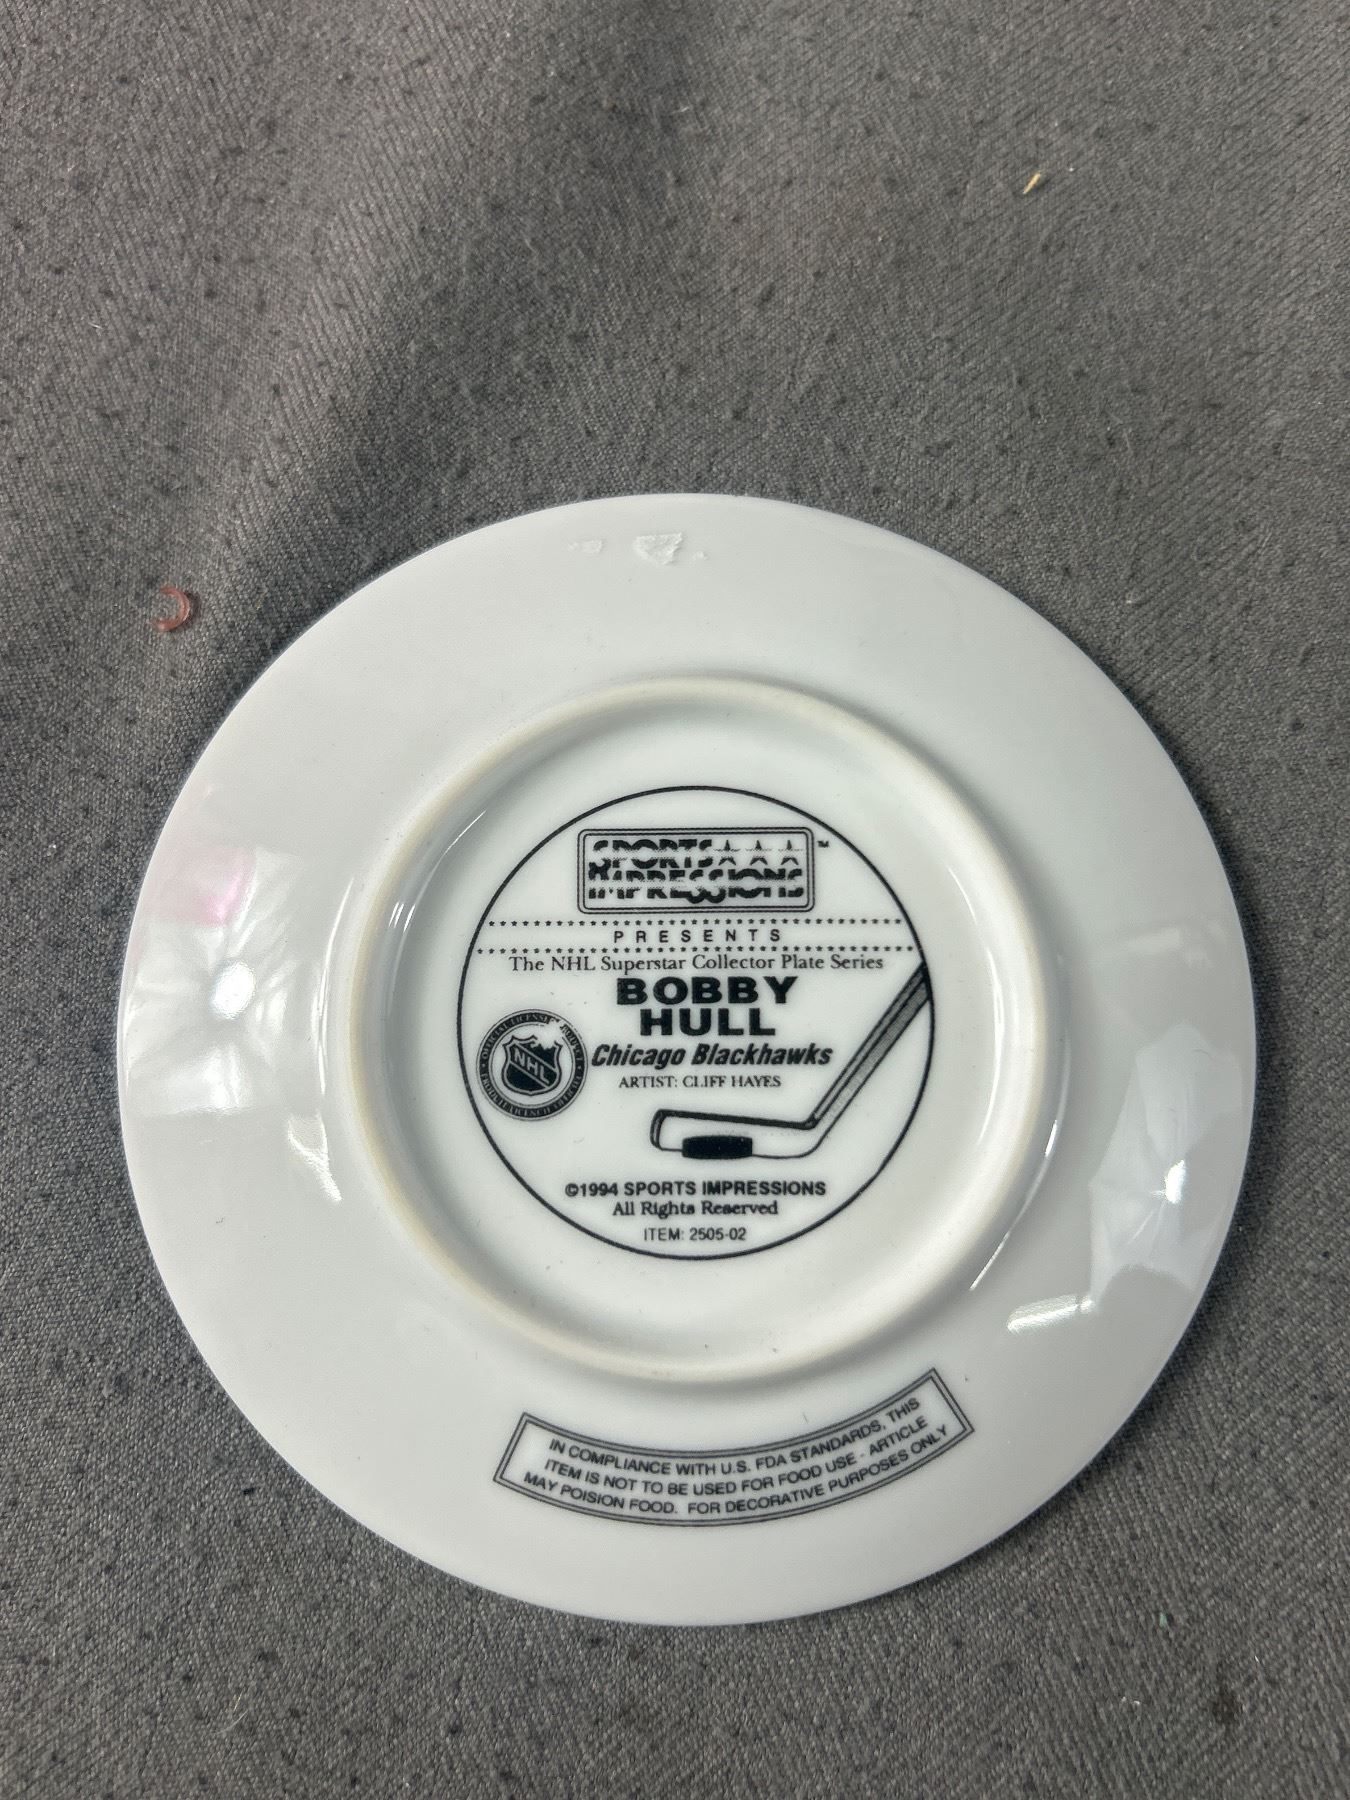 SPORTS
IMPRESSIONS
TM
PRESENTS
The NHL Superstar Collector Plate Series
BOBBY
HULL
Chicago Blackhawks
ARTIST: CLIFF HAYES
NHL
©1994 SPORTS IMPRESSIONS
All Rights Reserved
ITEM: 2505-02
IN COMPLIANCE WITH U.S. FDA STANDARDS, THIS
ITEM IS NOT TO BE USED FOR FOOD USE - ARTICLE
MAY POISION FOOD. FOR DECORATIVE PURPOSES ONLY